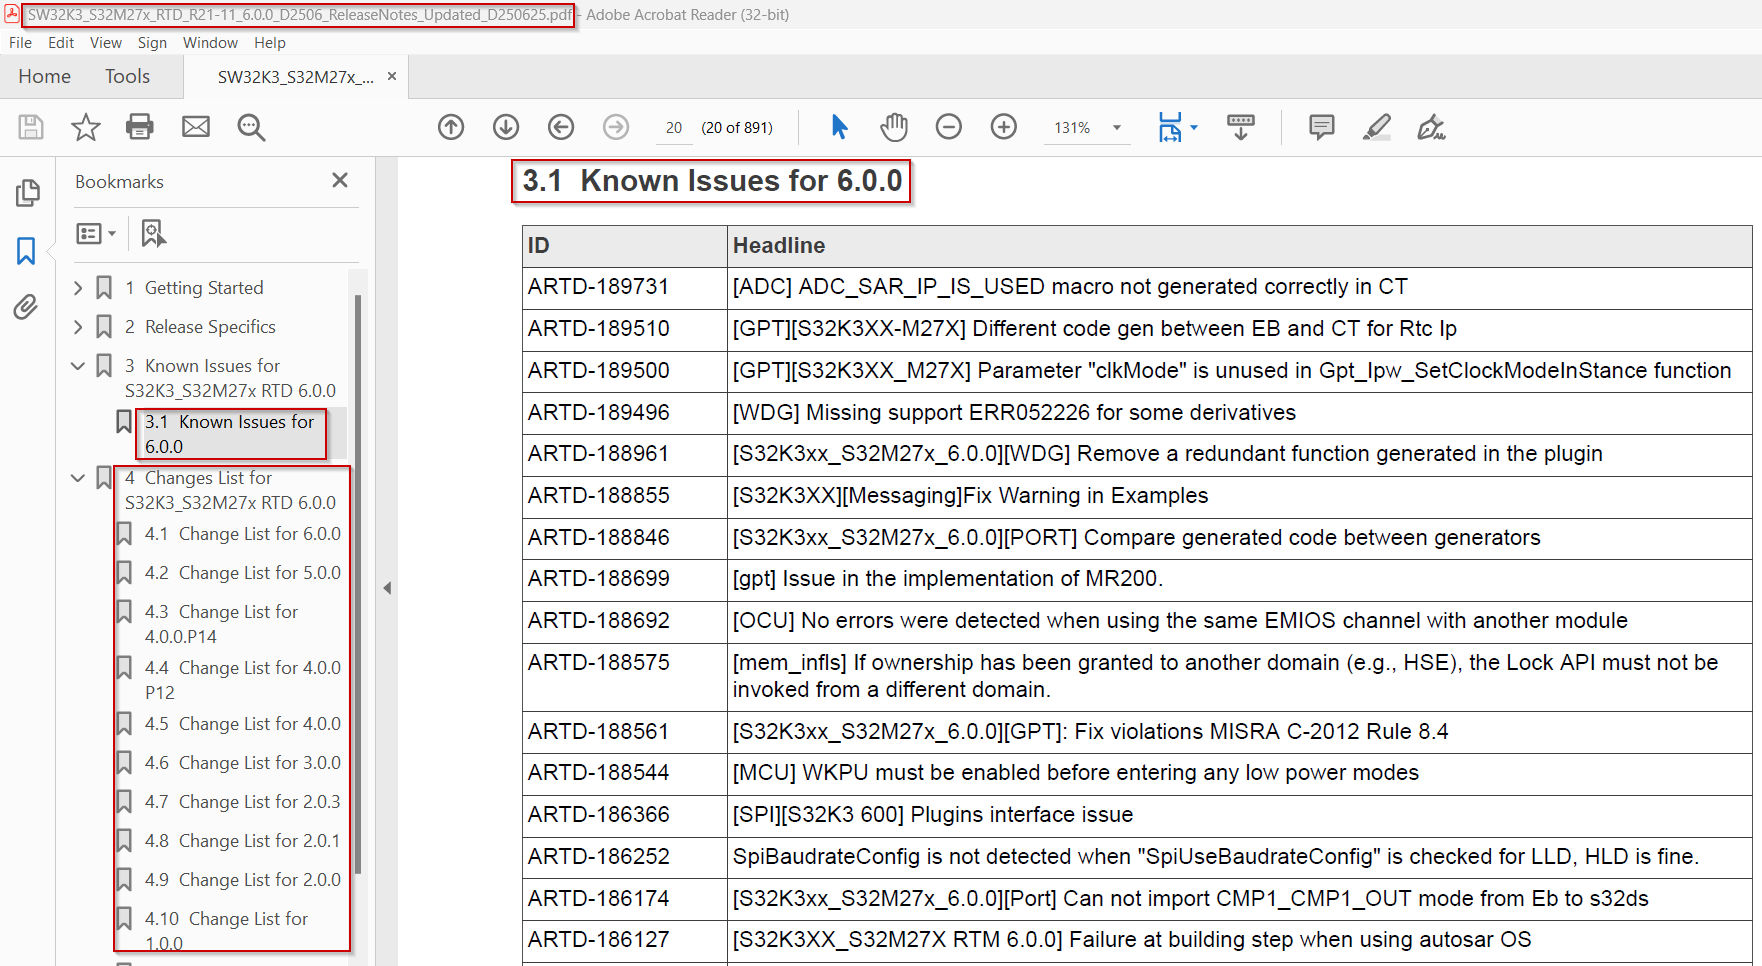 SW32K3_S32M27x_RTD_R21-11_6.0.0_D2506_ReleaseNotes_Updated_D250625.pdf - Adobe Acrobat Reader (32-bit)
File Edit View Sign Window Help
Home Tools SW32K3_S32M27x_... ×
20 (20 of 891) 131%
Bookmarks
1 Getting Started
2 Release Specifics
3 Known Issues for
S32K3_S32M27x RTD 6.0.0
3.1 Known Issues for
6.0.0
4 Changes List for
S32K3_S32M27x RTD 6.0.0
4.1 Change List for 6.0.0
4.2 Change List for 5.0.0
4.3 Change List for
4.0.0.P14
4.4 Change List for 4.0.0
P12
4.5 Change List for 4.0.0
4.6 Change List for 3.0.0
4.7 Change List for 2.0.3
4.8 Change List for 2.0.1
4.9 Change List for 2.0.0
4.10 Change List for
1.0.0
3.1 Known Issues for 6.0.0
ID Headline
ARTD-189731 [ADC] ADC_SAR_IP_IS_USED macro not generated correctly in CT
ARTD-189510 [GPT][S32K3XX-M27X] Different code gen between EB and CT for Rtc Ip
ARTD-189500 [GPT][S32K3XX_M27X] Parameter "clkMode" is unused in Gpt_Ipw_SetClockModeInStance function
ARTD-189496 [WDG] Missing support ERR052226 for some derivatives
ARTD-188961 [S32K3xx_S32M27x_6.0.0][WDG] Remove a redundant function generated in the plugin
ARTD-188855 [S32K3XX][Messaging]Fix Warning in Examples
ARTD-188846 [S32K3xx_S32M27x_6.0.0][PORT] Compare generated code between generators
ARTD-188699 [gpt] Issue in the implementation of MR200.
ARTD-188692 [OCU] No errors were detected when using the same EMIOS channel with another module
ARTD-188575 [mem_infls] If ownership has been granted to another domain (e.g., HSE), the Lock API must not be
invoked from a different domain.
ARTD-188561 [S32K3xx_S32M27x_6.0.0][GPT]: Fix violations MISRA C-2012 Rule 8.4
ARTD-188544 [MCU] WKPU must be enabled before entering any low power modes
ARTD-186366 [SPI][S32K3 600] Plugins interface issue
ARTD-186252 SpiBaudrateConfig is not detected when "SpiUseBaudrateConfig" is checked for LLD, HLD is fine.
ARTD-186174 [S32K3xx_S32M27x_6.0.0][Port] Can not import CMP1_CMP1_OUT mode from Eb to s32ds
ARTD-186127 [S32K3XX_S32M27X RTM 6.0.0] Failure at building step when using autosar OS